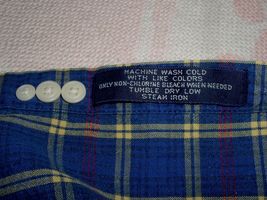 MACHINE WASH COLD
WITH LIKE COLORS
ONLY NON-CHLORINE BLEACH WHEN NEEDED
TUMBLE DRY LOW
STEAM IRON